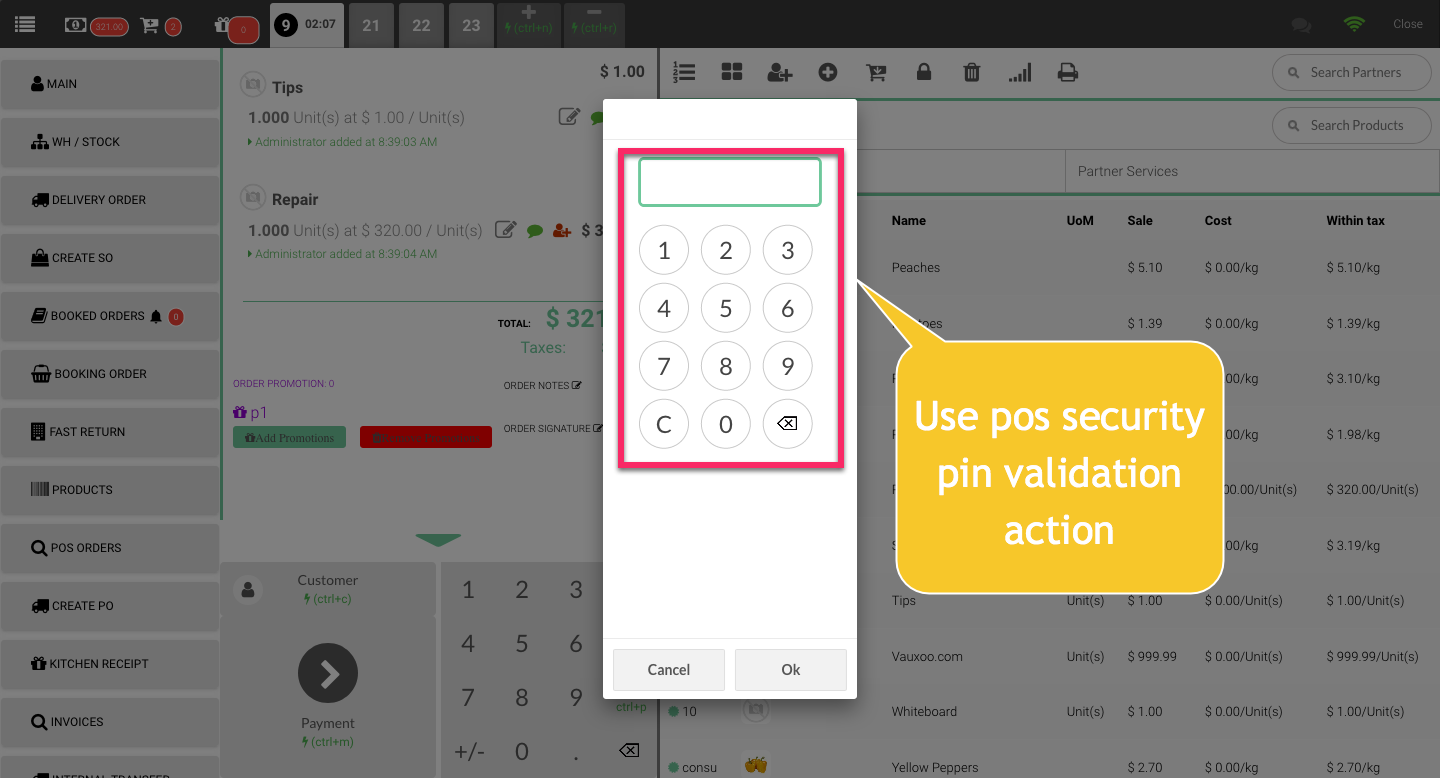 321.00
2
0
9 02:07
21
22
23
(ctrl+n)
(ctrl+r)
Close
MAIN
WH / STOCK
DELIVERY ORDER
CREATE SO
BOOKED ORDERS 0
BOOKING ORDER
FAST RETURN
PRODUCTS
POS ORDERS
CREATE PO
KITCHEN RECEIPT
INVOICES
INTERNAL TRANSFER
$ 1.00
Tips
1.000 Unit(s) at $ 1.00 / Unit(s)
Administrator added at 8:39:03 AM
Repair
1.000 Unit(s) at $ 320.00 / Unit(s) $ 3
Administrator added at 8:39:04 AM
TOTAL: $ 321
Taxes:
ORDER PROMOTION: 0
ORDER NOTES
p1
Add Promotions
ORDER SIGNATURE
Customer
(ctrl+c)
Payment
(ctrl+m)
1 2 3
4 5 6
7 8 9
ctrl+p
+/- 0 .
1 2 3
4 5 6
7 8 9
C 0
Cancel Ok
Search Partners
Search Products
Partner Services
Name UoM Sale Cost Within tax
Peaches $ 5.10 $ 0.00/kg $ 5.10/kg
oes $ 1.39 $ 0.00/kg $ 1.39/kg
00/kg $ 3.10/kg
00/kg $ 1.98/kg
00.00/Unit(s) $ 320.00/Unit(s)
00/kg $ 3.19/kg
Tips Unit(s) $ 1.00 $ 0.00/Unit(s) $ 1.00/Unit(s)
Vauxoo.com Unit(s) $ 999.99 $ 0.00/Unit(s) $ 999.99/Unit(s)
10 Whiteboard Unit(s) $ 1.00 $ 0.00/Unit(s) $ 1.00/Unit(s)
consu Yellow Peppers $ 2.70 $ 0.00/kg $ 2.70/kg
Use pos security
pin validation
action